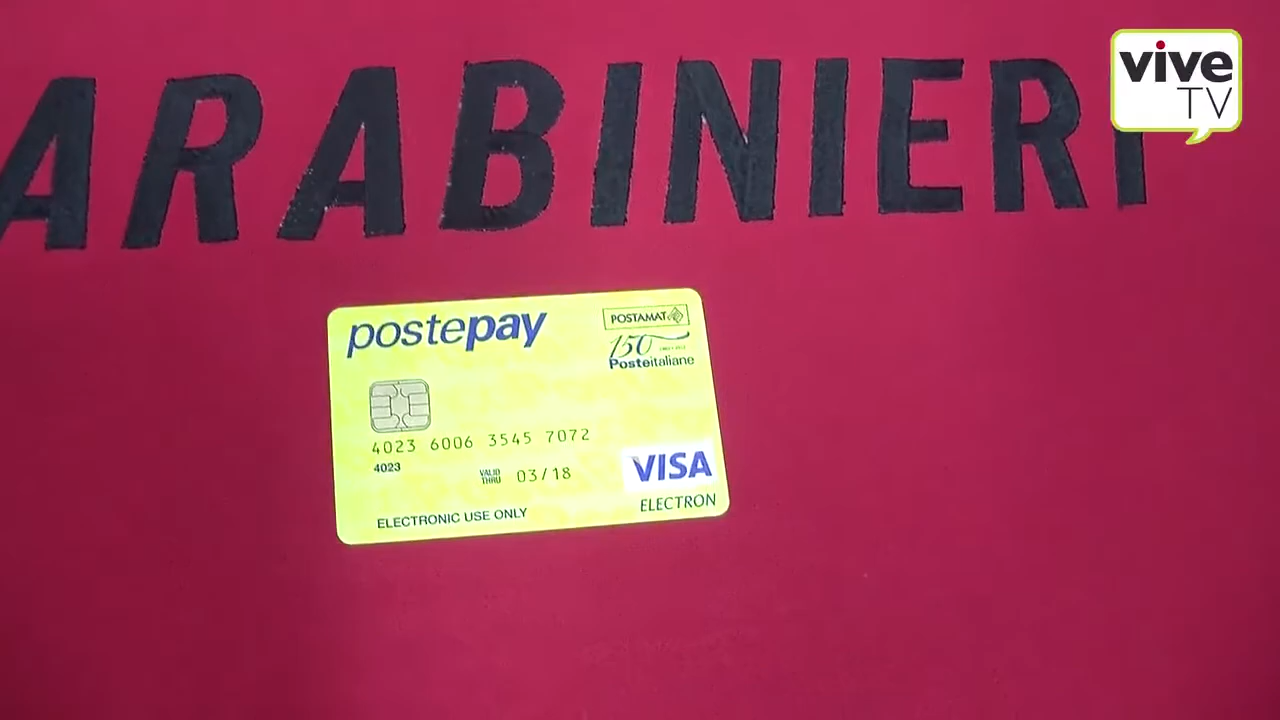 ARABINIERI
vive
TV
postepay
POSTAMAT
150
Posteitaliane
4023 6006 3545 7072
4023
VALID
THRU
03/18
VISA
ELECTRON
ELECTRONIC USE ONLY